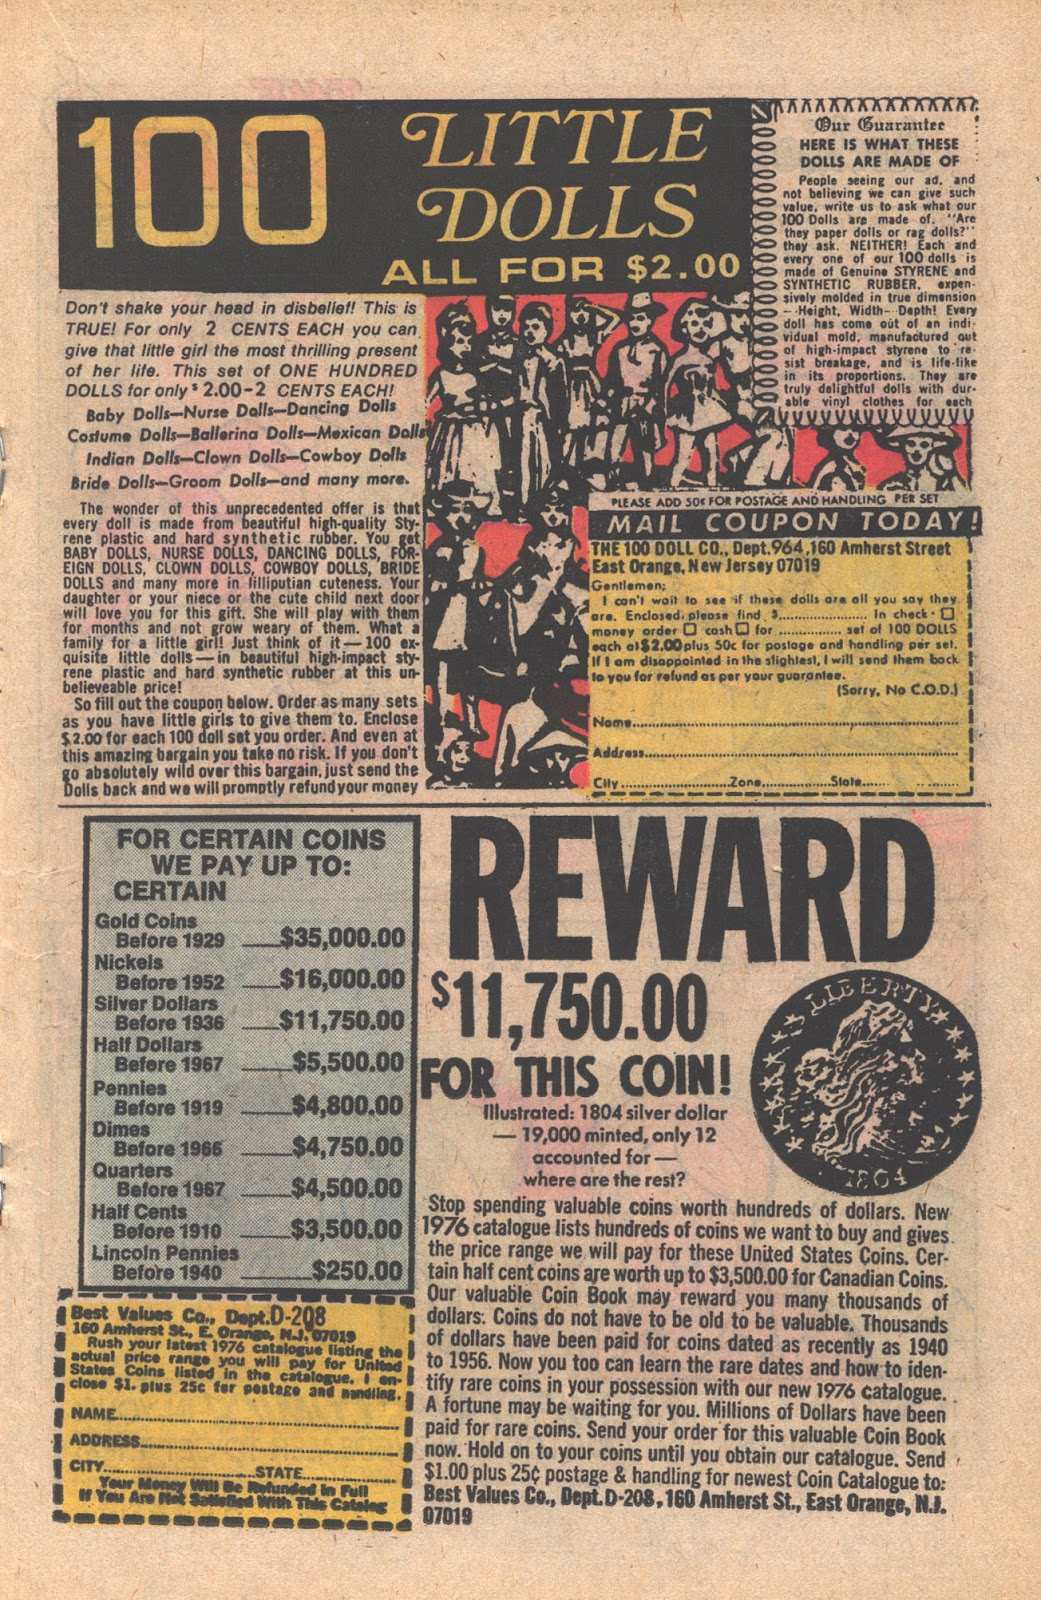 100 LITTLE
DOLLS
ALL FOR $2.00
Don't shake your head in disbelief! This is
TRUE! For only 2 CENTS EACH you can
give that little girl the most thrilling present
of her life. This set of ONE HUNDRED
DOLLS for only $2.00-2 CENTS EACH!
Baby Dolls—Nurse Dolls—Dancing Dolls
Costume Dolls—Ballerina Dolls—Mexican Dolls
Indian Dolls—Clown Dolls—Cowboy Dolls
Bride Dolls—Groom Dolls—and many more.
The wonder of this unprecedented offer is that
every doll is made from beautiful high-quality Sty-
rene plastic and hard synthetic rubber. You get
BABY DOLLS, NURSE DOLLS, DANCING DOLLS, FOR-
EIGN DOLLS, CLOWN DOLLS, COWBOY DOLLS, BRIDE
DOLLS and many more in lilliputian cuteness. Your
daughter or your niece or the cute child next door
will love you for this gift. She will play with them
for months and not grow weary of them. What a
family for a little girl! Just think of it—100 ex-
quisite little dolls—in beautiful high-impact sty-
rene plastic and hard synthetic rubber at this un-
believeable price!
So fill out the coupon below. Order as many sets
as you have little girls to give them to. Enclose
$2.00 for each 100 doll set you order. And even at
this amazing bargain you take no risk. If you don't
go absolutely wild over this bargain, just send the
Dolls back and we will promptly refund your money
Our Guarantee
HERE IS WHAT THESE
DOLLS ARE MADE OF
People seeing our ad, and
not believing we can give such
value, write us to ask what our
100 Dolls are made of. "Are
they paper dolls or rag dolls?"
they ask. NEITHER! Each and
every one of our 100 dolls is
made of Genuine STYRENE and
SYNTHETIC RUBBER, expen-
sively molded in true dimension
--Height, Width--Depth! Every
doll has come out of an indi-
vidual mold, manufactured out
of high-impact styrene to re-
sist breakage, and is life-like
in its proportions. They are
truly delightful dolls with dur-
able vinyl clothes for each
PLEASE ADD 50¢ FOR POSTAGE AND HANDLING PER SET
MAIL COUPON TODAY!
THE 100 DOLL CO., Dept. 964, 160 Amherst Street
East Orange, New Jersey 07019
Gentlemen;
I can't wait to see if these dolls are all you say they
are. Enclosed, please find $................... In check ☐
money order ☐ cash ☐ for ................... set of 100 DOLLS
each at $2.00 plus 50c for postage and handling per set.
If I am disappointed in the slightest, I will send them back
to you for refund as per your guarantee.
(Sorry, No C.O.D.)
Name
Address
City Zone State
FOR CERTAIN COINS
WE PAY UP TO:
CERTAIN
Gold Coins
Before 1929 $35,000.00
Nickels
Before 1952 $16,000.00
Silver Dollars
Before 1936 $11,750.00
Half Dollars
Before 1967 $5,500.00
Pennies
Before 1919 $4,800.00
Dimes
Before 1966 $4,750.00
Quarters
Before 1967 $4,500.00
Half Cents
Before 1910 $3,500.00
Lincoln Pennies
Before 1940 $250.00
Best Values Co., Dept. D-208
160 Amherst St., E. Orange, N.J. 07019
Rush your latest 1976 catalogue listing the
actual price range you will pay for United
States Coins listed in the catalogue. I en-
close $1. plus 25c for postage and handling.
NAME
ADDRESS
CITY STATE
Your Money Will Be Refunded In Full
If You Are Not Satisfied With This Catalog
REWARD
$11,750.00
FOR THIS COIN!
LIBERTY
1804
Illustrated: 1804 silver dollar
— 19,000 minted, only 12
accounted for —
where are the rest?
Stop spending valuable coins worth hundreds of dollars. New
1976 catalogue lists hundreds of coins we want to buy and gives
the price range we will pay for these United States Coins. Cer-
tain half cent coins are worth up to $3,500.00 for Canadian Coins.
Our valuable Coin Book may reward you many thousands of
dollars. Coins do not have to be old to be valuable. Thousands
of dollars have been paid for coins dated as recently as 1940
to 1956. Now you too can learn the rare dates and how to iden-
tify rare coins in your possession with our new 1976 catalogue.
A fortune may be waiting for you. Millions of Dollars have been
paid for rare coins. Send your order for this valuable Coin Book
now. Hold on to your coins until you obtain our catalogue. Send
$1.00 plus 25¢ postage & handling for newest Coin Catalogue to:
Best Values Co., Dept. D-208, 160 Amherst St., East Orange, N.J.
07019